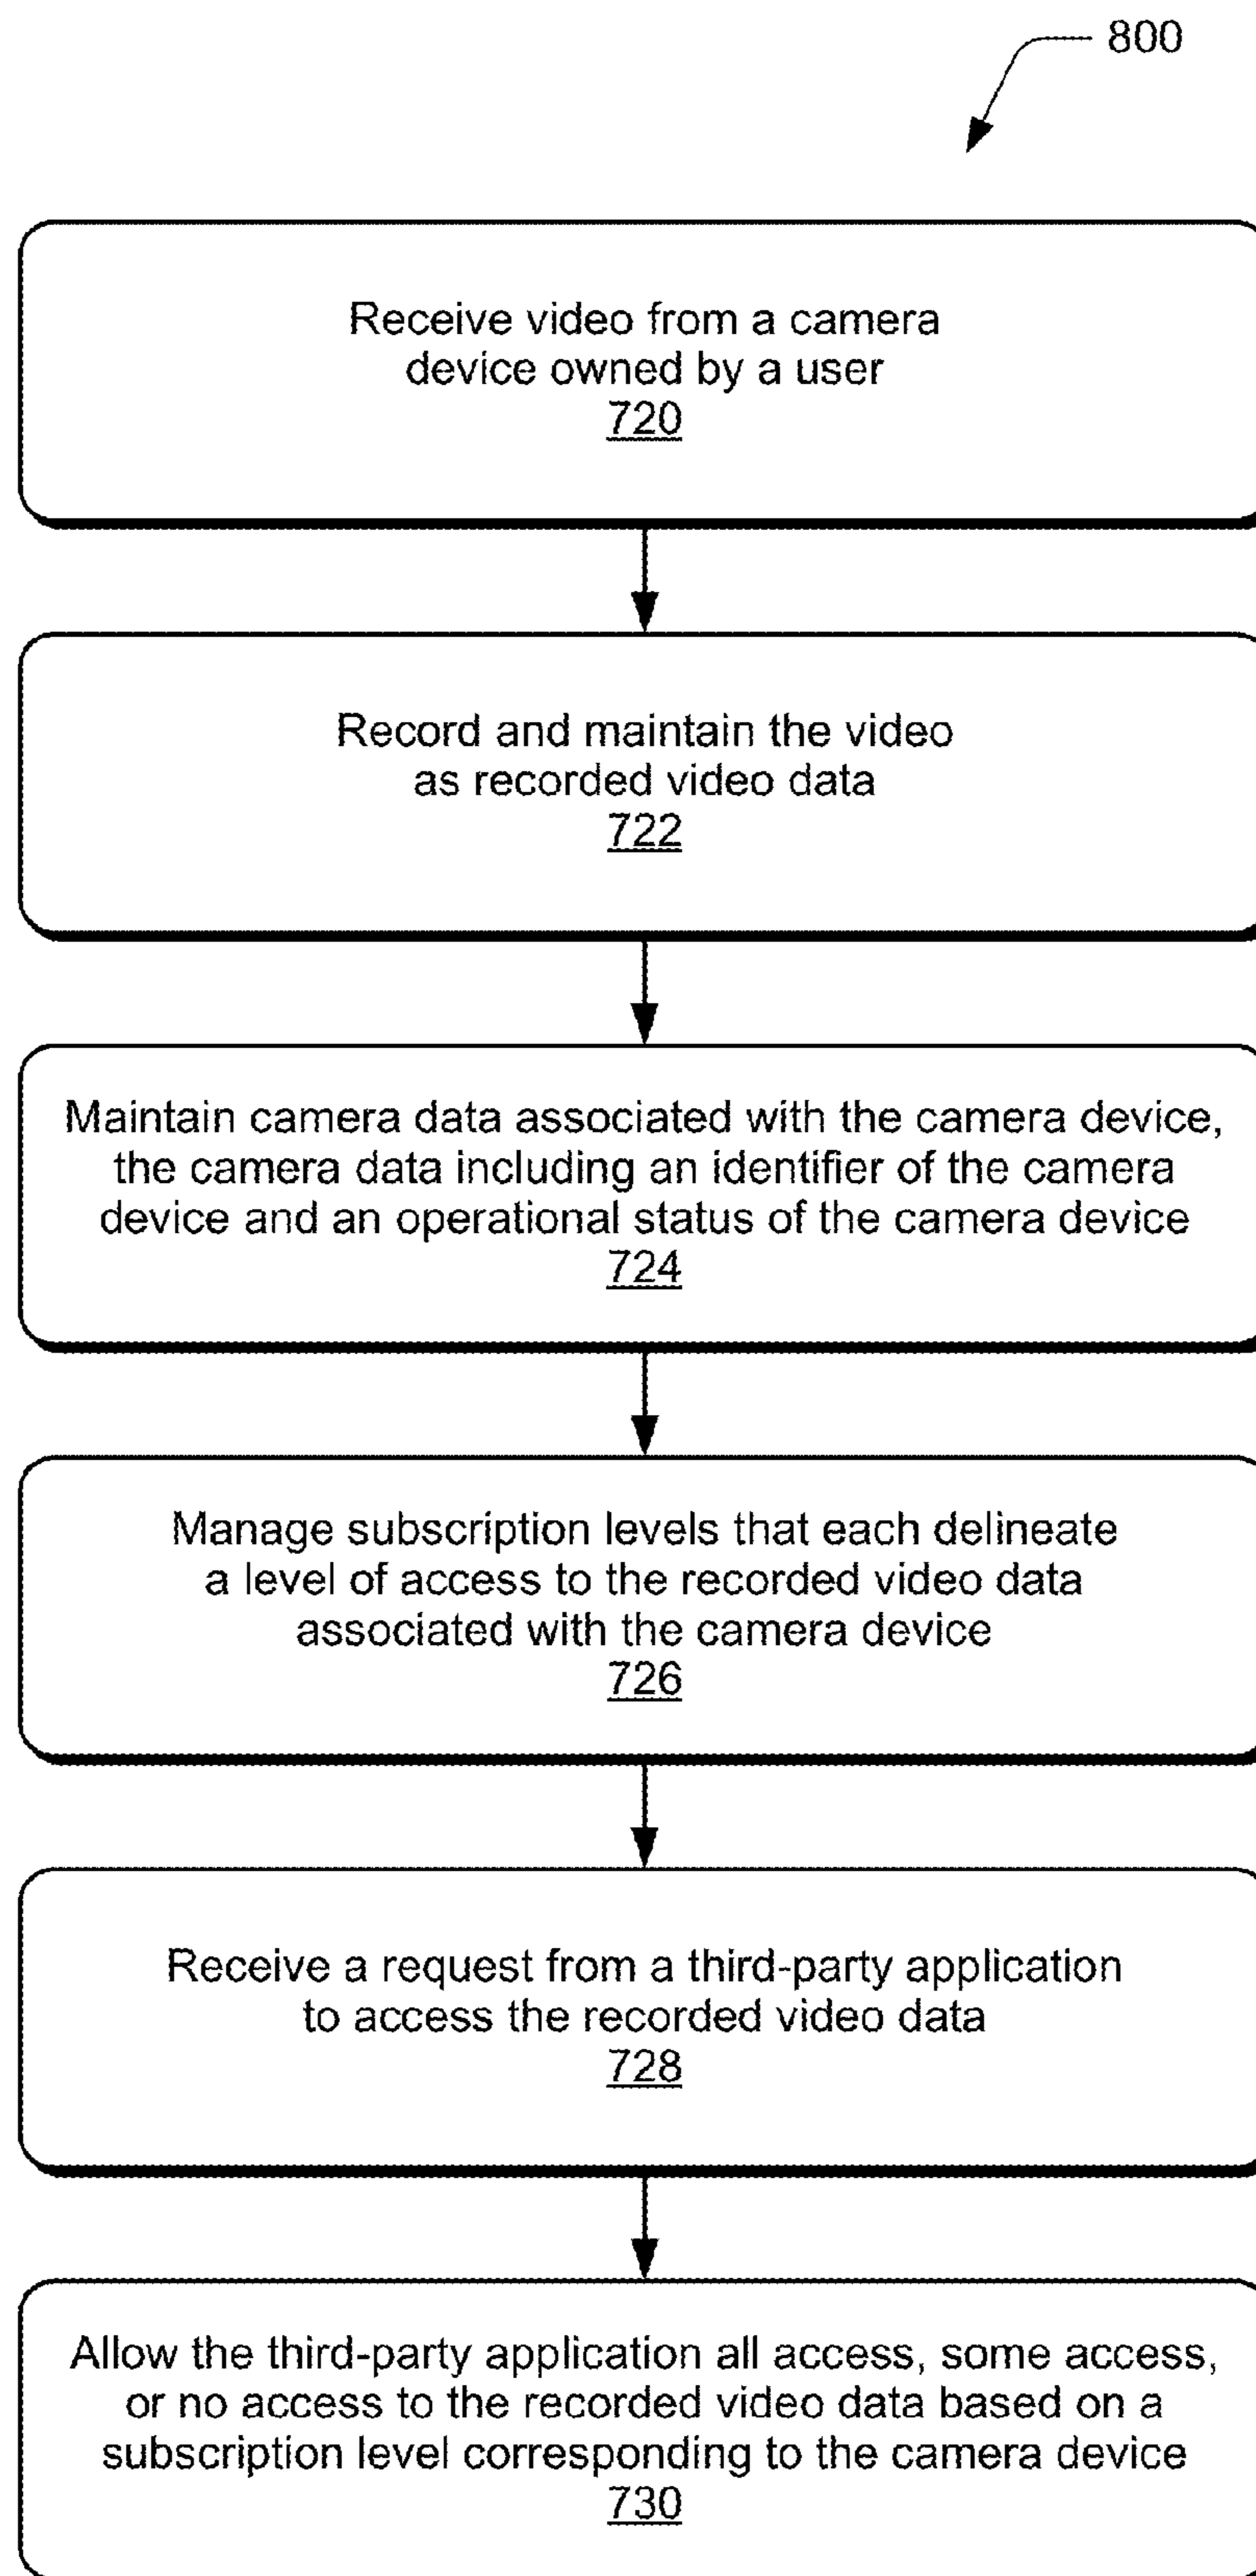 800
Receive video from a camera
device owned by a user
720
Record and maintain the video
as recorded video data
722
Maintain camera data associated with the camera device,
the camera data including an identifier of the camera
device and an operational status of the camera device
724
Manage subscription levels that each delineate
a level of access to the recorded video data
associated with the camera device
726
Receive a request from a third-party application
to access the recorded video data
728
Allow the third-party application all access, some access,
or no access to the recorded video data based on a
subscription level corresponding to the camera device
730